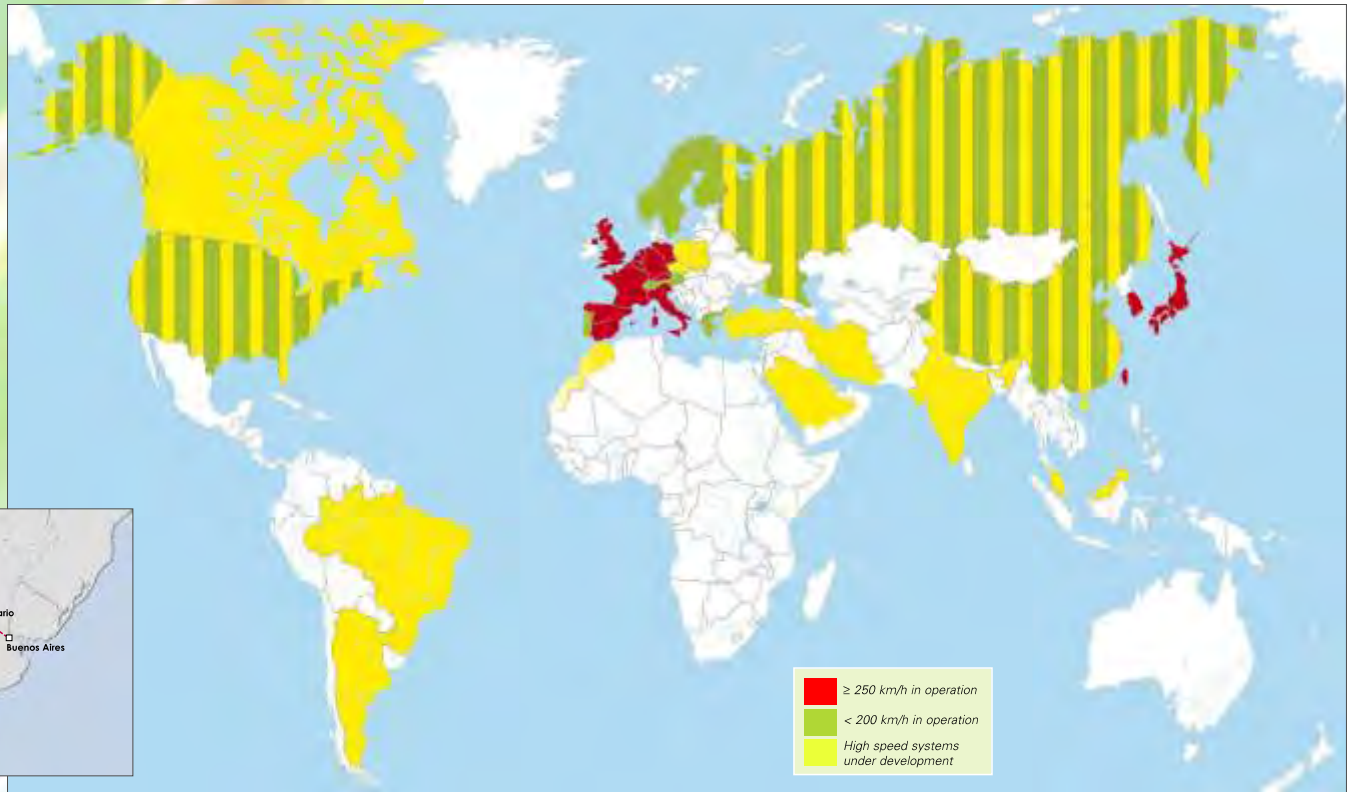 ario
Buenos Aires
≥ 250 km/h in operation
< 200 km/h in operation
High speed systems
under development